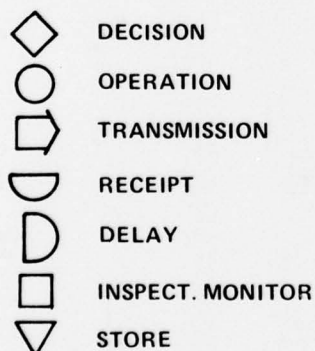 DECISION
OPERATION
TRANSMISSION
RECEIPT
DELAY
INSPECT. MONITOR
STORE